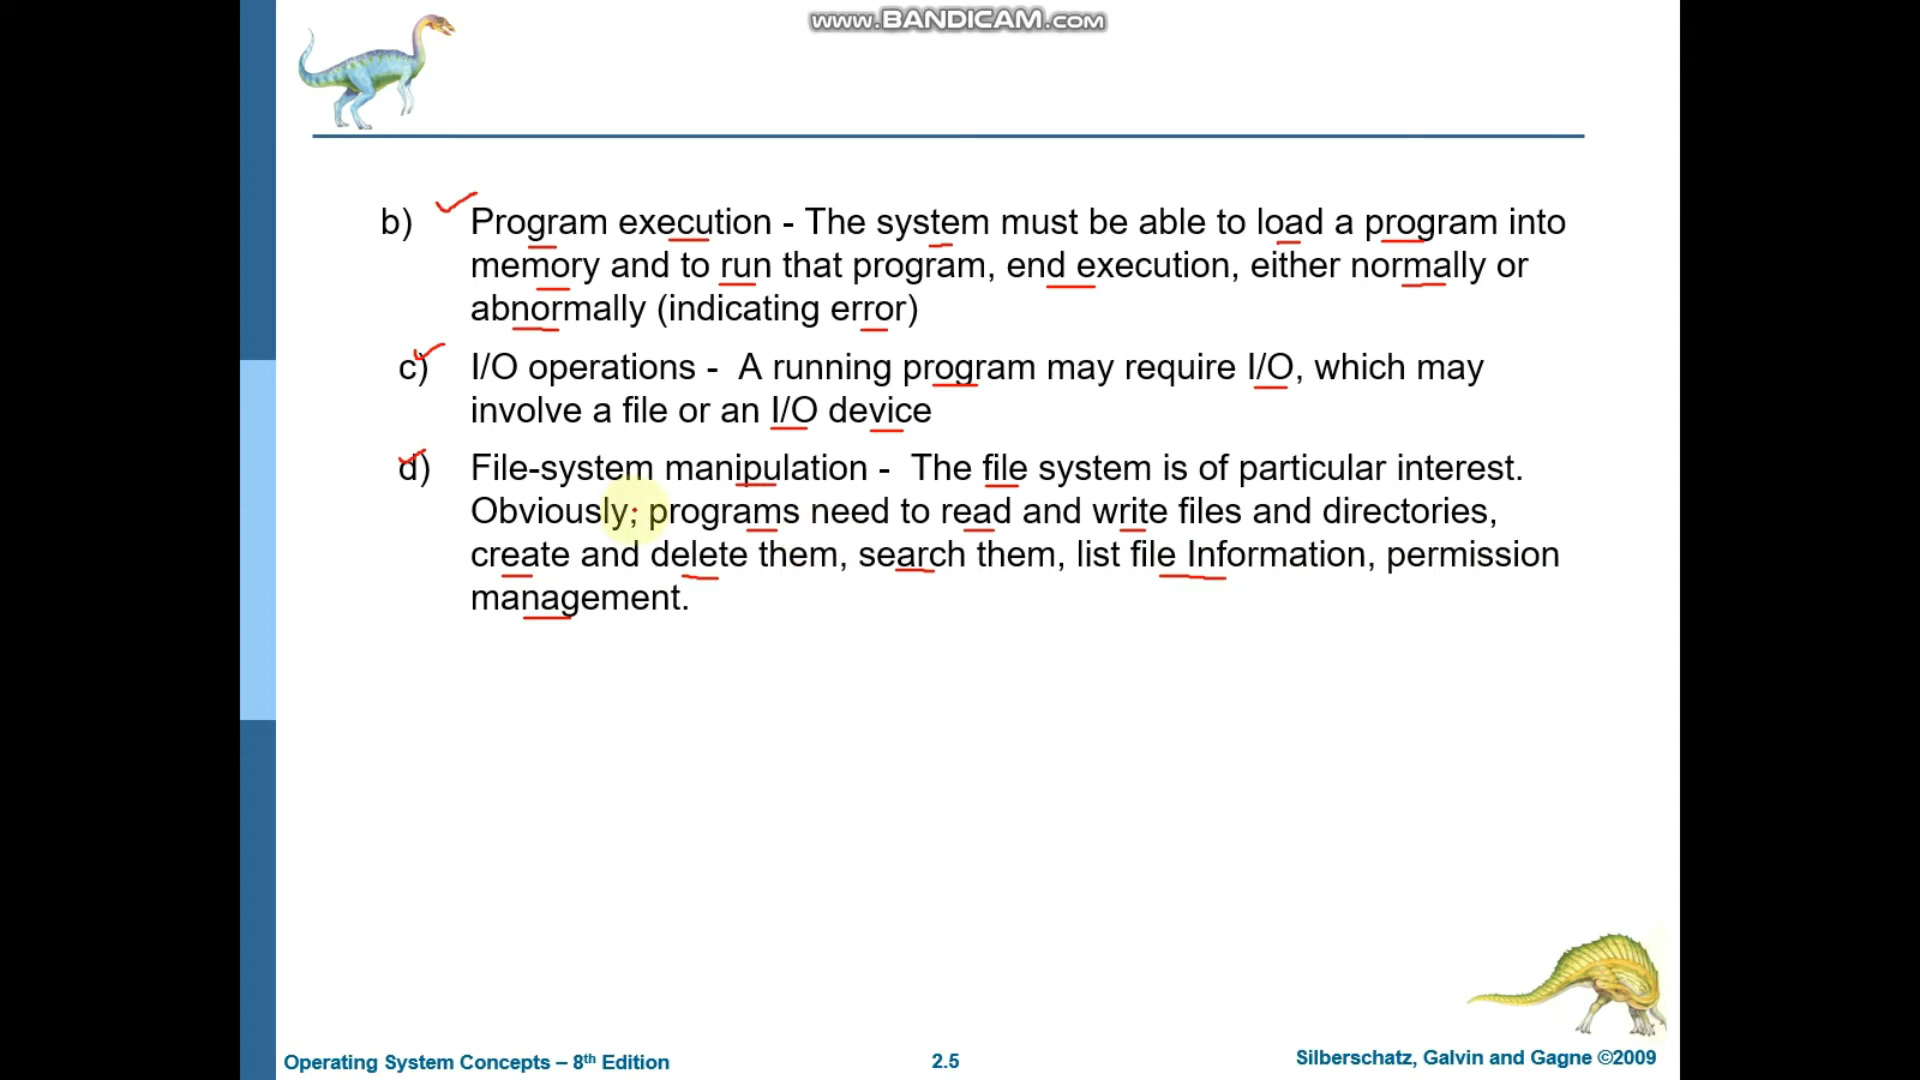 www.BANDICAM.com
b) Program execution - The system must be able to load a program into
memory and to run that program, end execution, either normally or
abnormally (indicating error)
c) I/O operations - A running program may require I/O, which may
involve a file or an I/O device
d) File-system manipulation - The file system is of particular interest.
Obviously, programs need to read and write files and directories,
create and delete them, search them, list file Information, permission
management.
Operating System Concepts – 8th Edition
2.5
Silberschatz, Galvin and Gagne ©2009